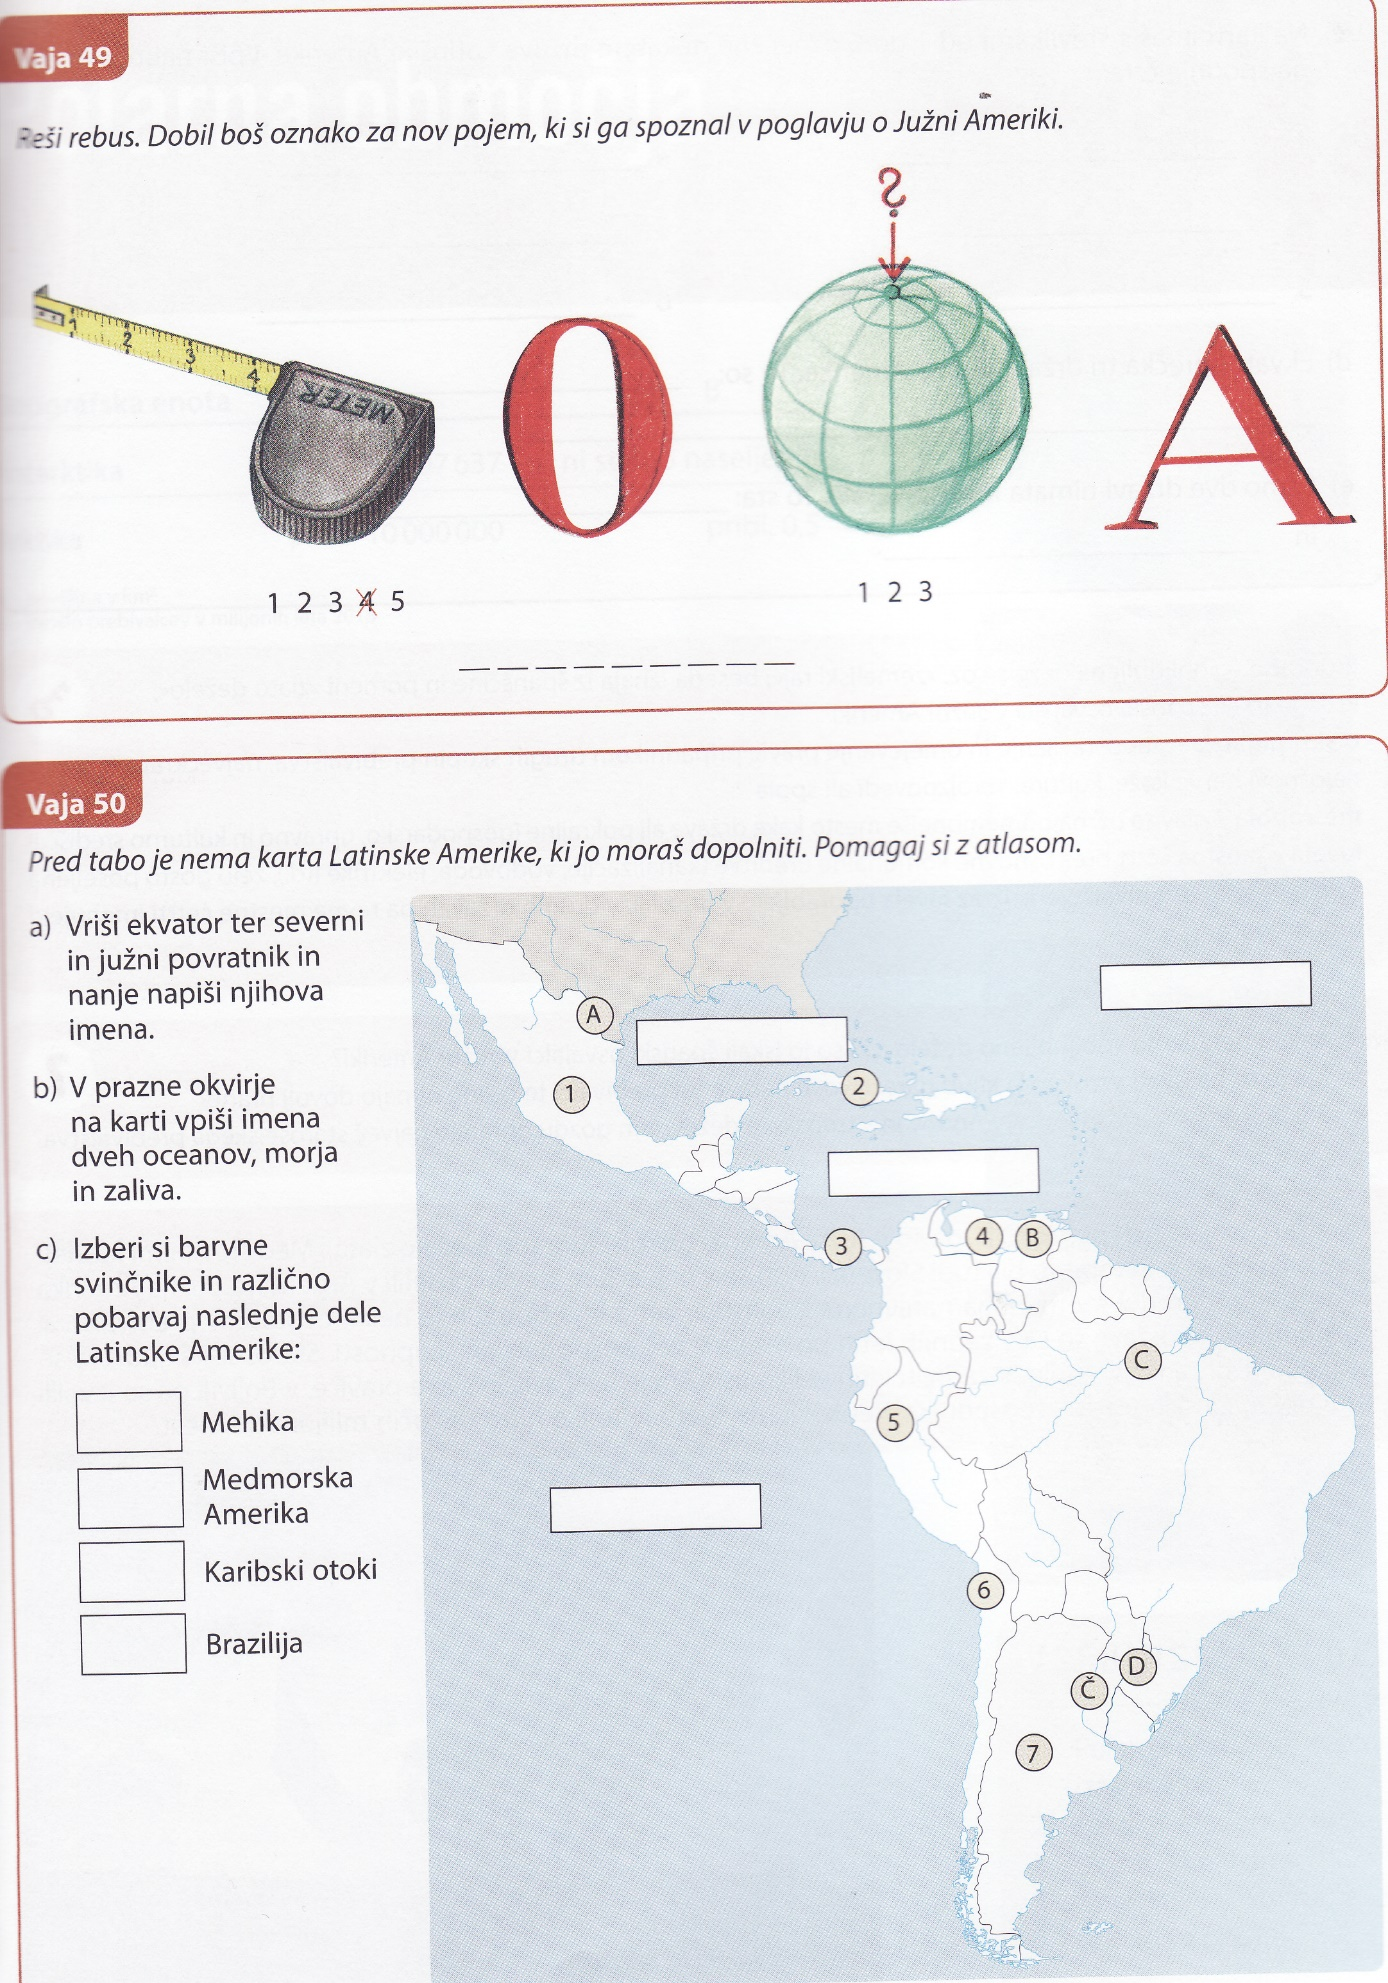 Vaja 49
Reši rebus. Dobil boš oznako za nov pojem, ki si ga spoznal v poglavju o Južni Ameriki.
?
1 2 3 4
METER
O
A
1 2 3 4 5
1 2 3
Vaja 50
Pred tabo je nema karta Latinske Amerike, ki jo moraš dopolniti. Pomagaj si z atlasom.
a) Vriši ekvator ter severni
in južni povratnik in
nanje napiši njihova
imena.
b) V prazne okvirje
na karti vpiši imena
dveh oceanov, morja
in zaliva.
c) Izberi si barvne
svinčnike in različno
pobarvaj naslednje dele
Latinske Amerike:
Mehika
Medmorska
Amerika
Karibski otoki
Brazilija
A
1
2
3
4
B
C
5
6
D
Č
7